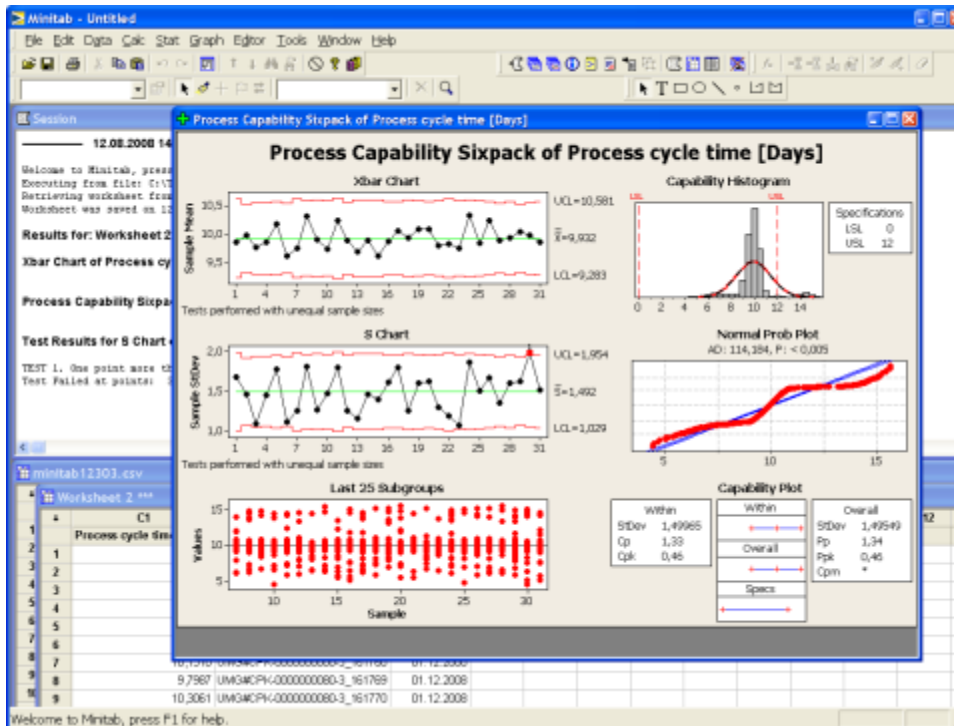 Minitab - Untitled
File Edit Data Calc Stat Graph Editor Tools Window Help
Session
12.08.2008 14
Welcome to Minitab, press
Executing from file: C:\
Retrieving worksheet from
Worksheet was saved on 12
Results for: Worksheet 2
Xbar Chart of Process cy
Process Capability Sixpa
Test Results for S Chart
TEST 1. One point more th
Test Failed at points:
Process Capability Sixpack of Process cycle time [Days]
Process Capability Sixpack of Process cycle time [Days]
Xbar Chart
Sample Mean
10,5
10,0
9,5
UCL=10,581
X=9,932
LCL=9,283
1 4 7 10 13 16 19 22 25 28 31
Tests performed with unequal sample sizes
Capability Histogram
LSL USL
0 2 4 6 8 10 12 14
Specifications
LSL 0
USL 12
S Chart
Sample StDev
2,0
1,5
1,0
UCL=1,954
S=1,492
LCL=1,029
1 4 7 10 13 16 19 22 25 28 31
Tests performed with unequal sample sizes
Normal Prob Plot
AD: 114,184, P: < 0,005
5 10 15
Last 25 Subgroups
Values
15
10
5
10 15 20 25 30
Sample
Capability Plot
Within
StDev 1,49965
Cp 1,33
Cpk 0,46
Within
Overall
Specs
Overall
StDev 1,49549
Pp 1,34
Ppk 0,46
Cpm *
minitab12303.csv
Worksheet 2 ***
C1
Process cycle time
1
2
3
4
5
6
7
8 9,7987 UMG#CPK-0000000080-3_161769 01.12.2008
9 10,3061 UMG#CPK-0000000080-3_161770 01.12.2008
Welcome to Minitab, press F1 for help.